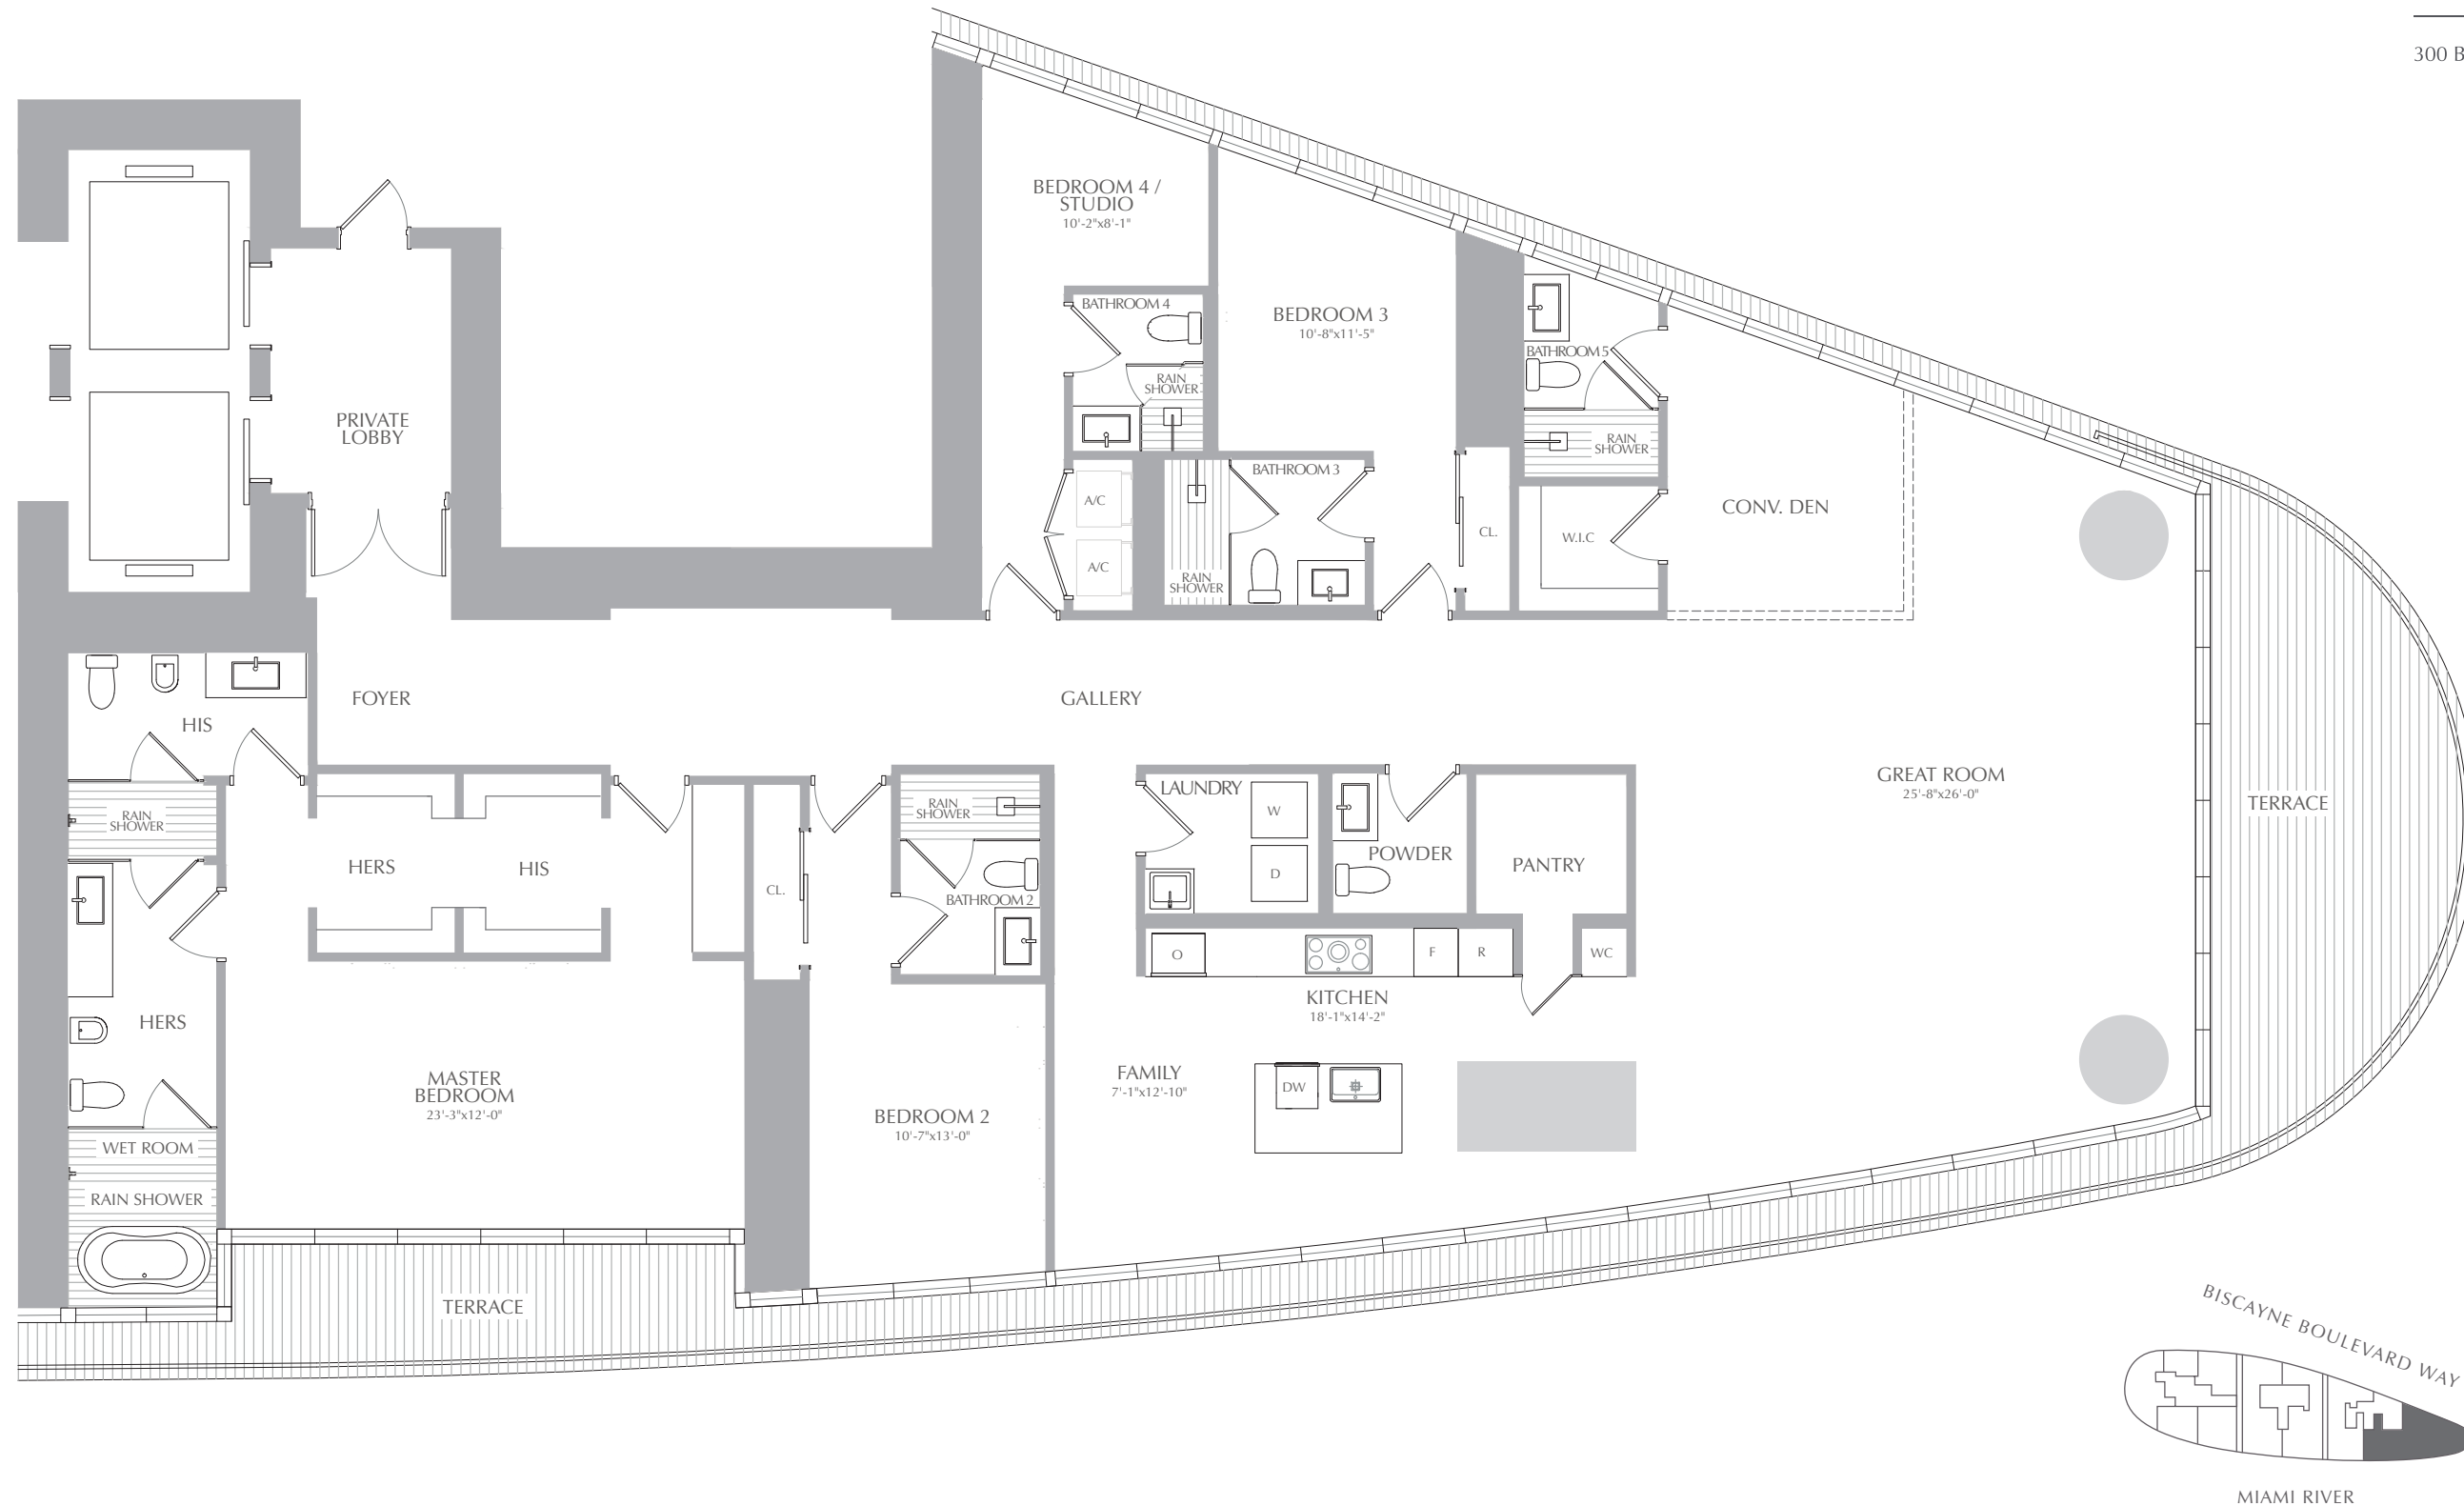 300 B
BEDROOM 4 /
STUDIO
10'-2"x8'-1"
BATHROOM 4
RAIN
SHOWER
BEDROOM 3
10'-8"x11'-5"
BATHROOM 5
RAIN
SHOWER
PRIVATE
LOBBY
A/C
A/C
BATHROOM 3
RAIN
SHOWER
CL.
W.I.C
CONV. DEN
FOYER
GALLERY
HIS
RAIN
SHOWER
HERS
HIS
CL.
RAIN
SHOWER
BATHROOM 2
LAUNDRY
W
D
POWDER
PANTRY
GREAT ROOM
25'-8"x26'-0"
TERRACE
O
F
R
WC
KITCHEN
18'-1"x14'-2"
HERS
MASTER
BEDROOM
23'-3"x12'-0"
BEDROOM 2
10'-7"x13'-0"
FAMILY
7'-1"x12'-10"
DW
WET ROOM
RAIN SHOWER
TERRACE
BISCAYNE BOULEVARD WAY
MIAMI RIVER